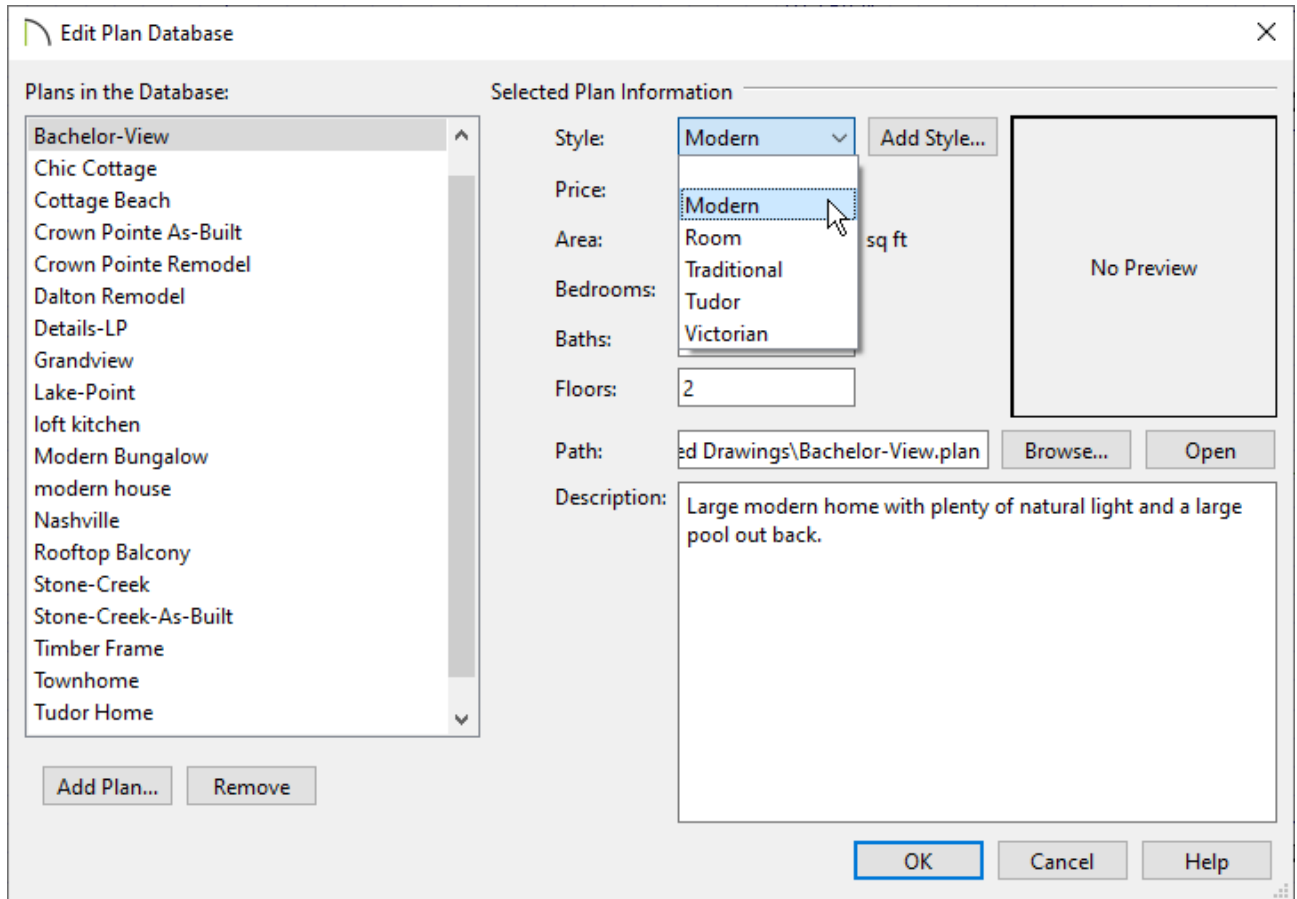 Edit Plan Database
Plans in the Database:
Bachelor-View
Chic Cottage
Cottage Beach
Crown Pointe As-Built
Crown Pointe Remodel
Dalton Remodel
Details-LP
Grandview
Lake-Point
loft kitchen
Modern Bungalow
modern house
Nashville
Rooftop Balcony
Stone-Creek
Stone-Creek-As-Built
Timber Frame
Townhome
Tudor Home
Add Plan... Remove
Selected Plan Information
Style: Modern Add Style...
Price:
Area: sq ft
Bedrooms:
Baths:
Modern
Room
Traditional
Tudor
Victorian
No Preview
Floors: 2
Path: ed Drawings\Bachelor-View.plan Browse... Open
Description: Large modern home with plenty of natural light and a large
pool out back.
OK Cancel Help